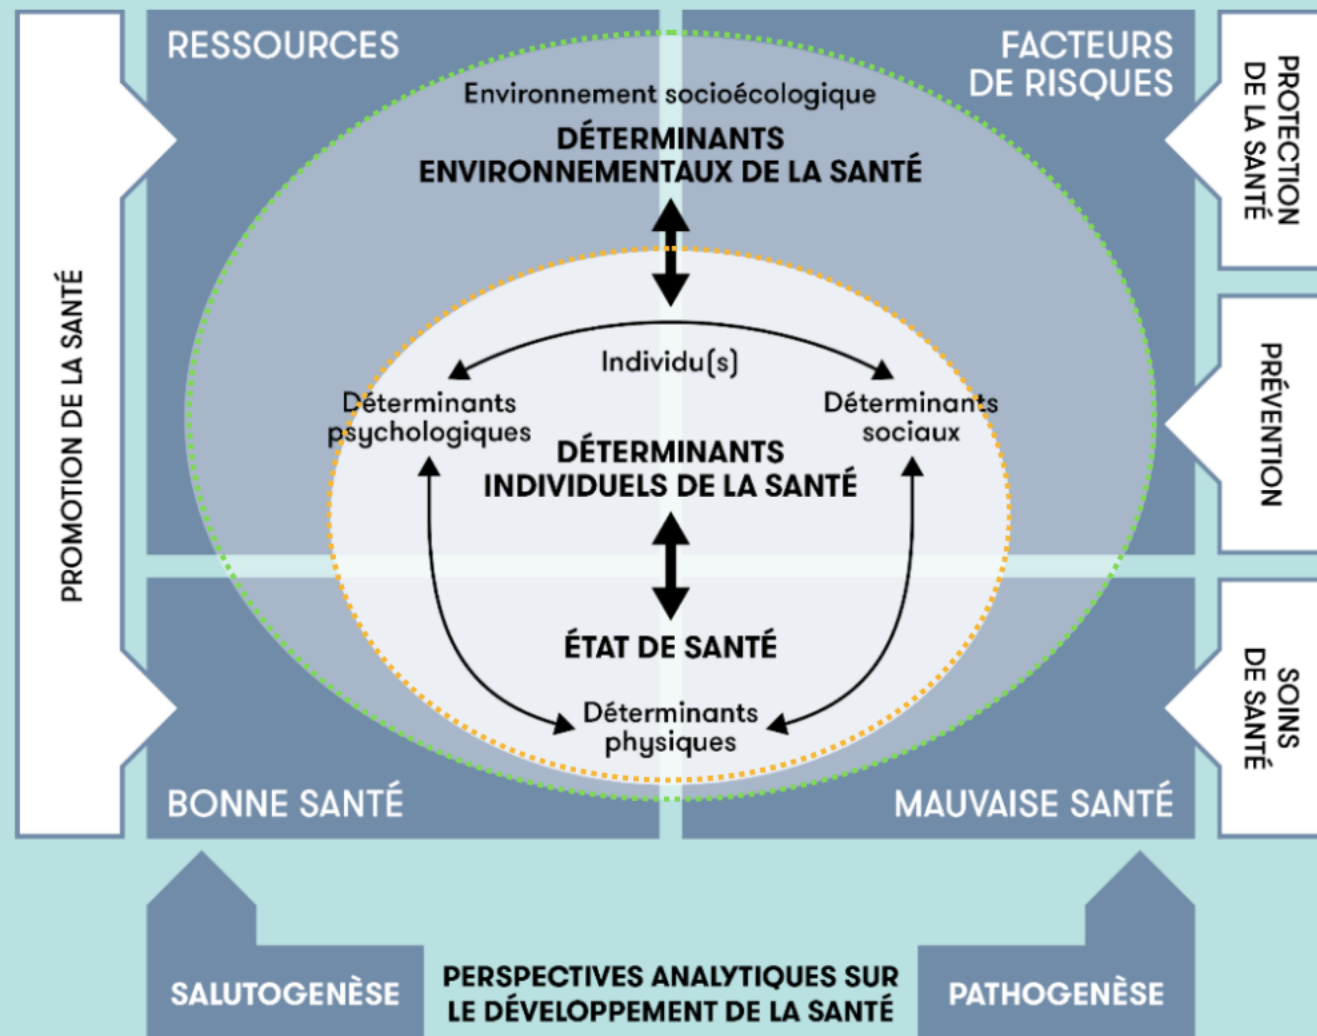 RESSOURCES
FACTEURS
DE RISQUES
Environnement socioécologique
DÉTERMINANTS
ENVIRONNEMENTAUX DE LA SANTÉ
PROMOTION DE LA SANTÉ
PROTECTION
DE LA SANTÉ
Individu(s)
Déterminants
psychologiques
Déterminants
sociaux
PRÉVENTION
DÉTERMINANTS
INDIVIDUELS DE LA SANTÉ
ÉTAT DE SANTÉ
Déterminants
physiques
SOINS
DE SANTÉ
BONNE SANTÉ
MAUVAISE SANTÉ
SALUTOGENÈSE
PERSPECTIVES ANALYTIQUES SUR
LE DÉVELOPPEMENT DE LA SANTÉ
PATHOGENÈSE